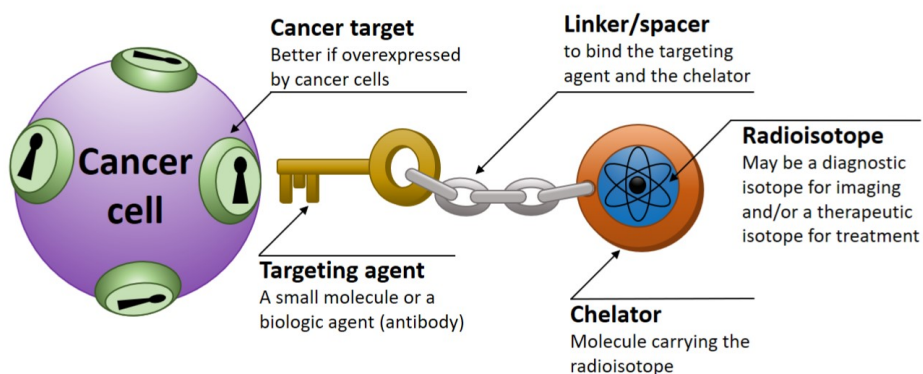 Cancer target
Better if overexpressed
by cancer cells
Linker/spacer
to bind the targeting
agent and the chelator
Cancer
cell
Radioisotope
May be a diagnostic
isotope for imaging
and/or a therapeutic
isotope for treatment
Targeting agent
A small molecule or a
biologic agent (antibody)
Chelator
Molecule carrying the
radioisotope